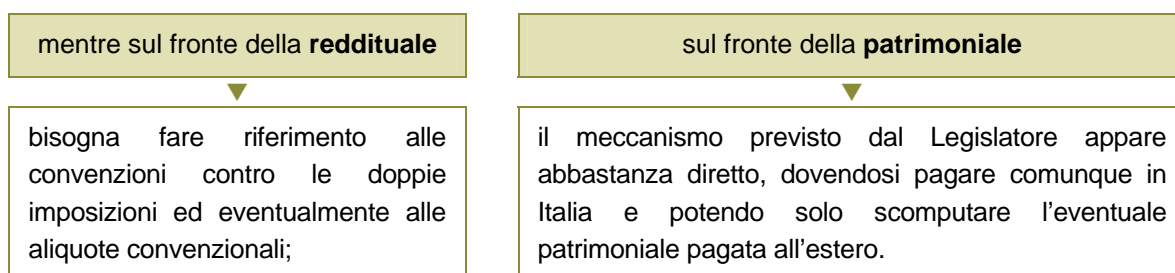 mentre sul fronte della reddituale
bisogna fare riferimento alle
convenzioni contro le doppie
imposizioni ed eventualmente alle
aliquote convenzionali;
sul fronte della patrimoniale
il meccanismo previsto dal Legislatore appare
abbastanza diretto, dovendosi pagare comunque in
Italia e potendo solo scomputare l'eventuale
patrimoniale pagata all'estero.